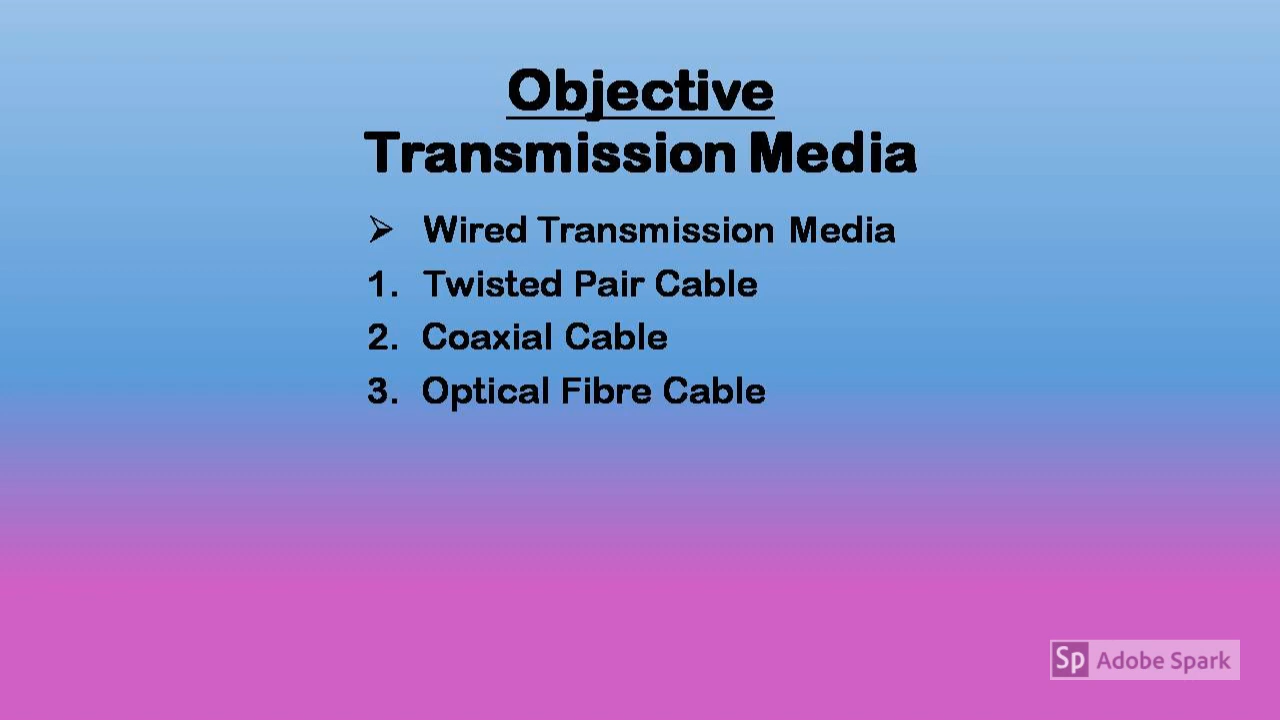 Objective
Transmission Media
➢ Wired Transmission Media
1. Twisted Pair Cable
2. Coaxial Cable
3. Optical Fibre Cable
Sp Adobe Spark